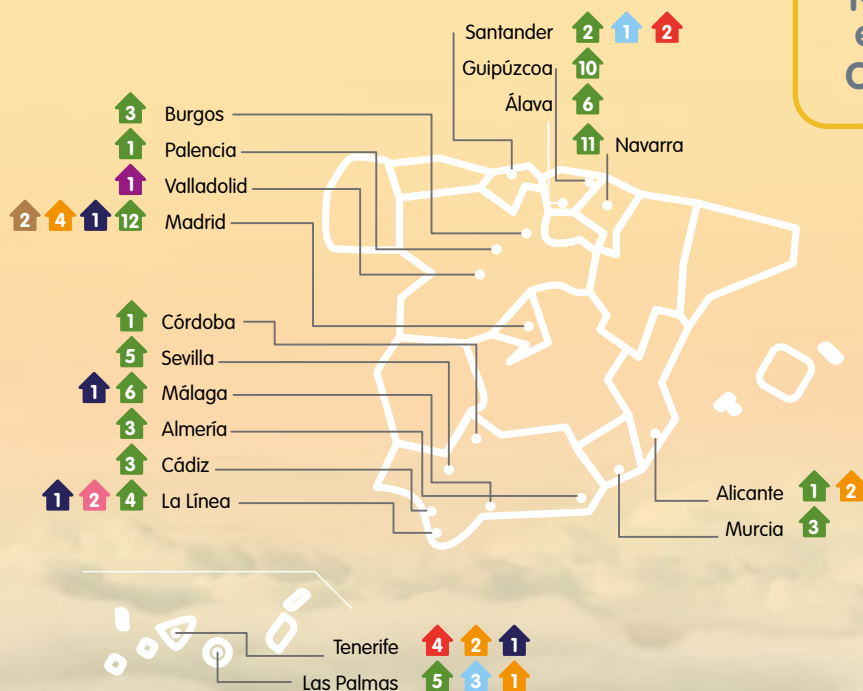 Santander 2 1 2
Guipúzcoa 10
Álava 6
11 Navarra
3 Burgos
1 Palencia
1 Valladolid
2 4 1 12 Madrid
1 Córdoba
5 Sevilla
1 6 Málaga
3 Almería
3 Cádiz
1 2 4 La Línea
Alicante 1 2
Murcia 3
Tenerife 4 2 1
Las Palmas 5 3 1